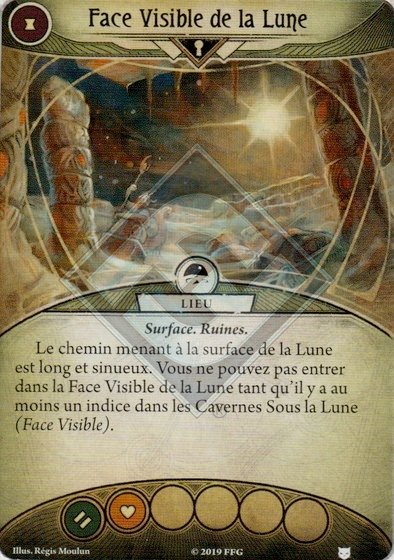 Face Visible de la Lune
LIEU
Surface. Ruines.
Le chemin menant à la surface de la Lune
est long et sinueux. Vous ne pouvez pas entrer
dans la Face Visible de la Lune tant qu'il y a au
moins un indice dans les Cavernes Sous la Lune
(Face Visible).
Illus. Régis Moulun
© 2019 FFG